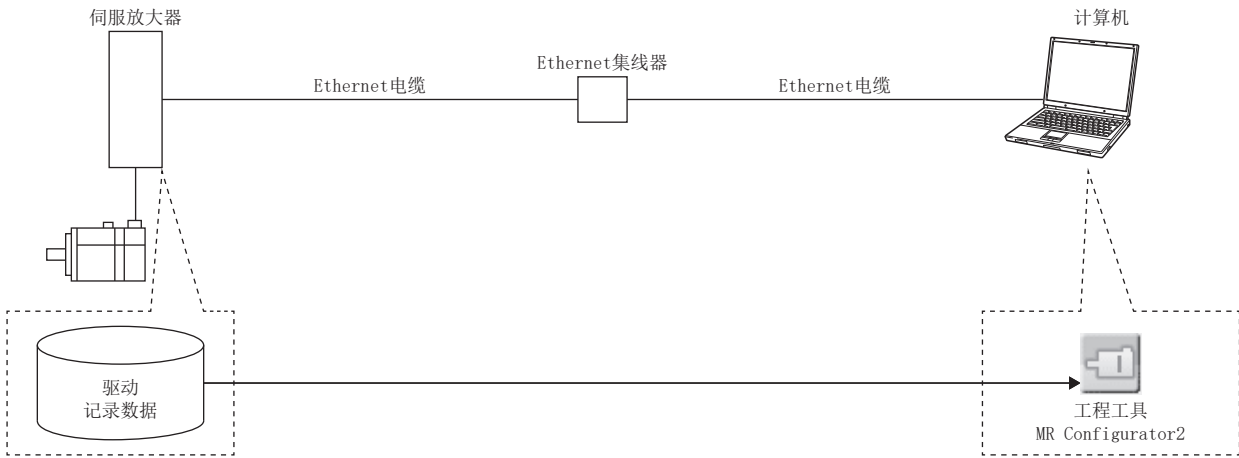 伺服放大器
计算机
Ethernet集线器
Ethernet电缆
Ethernet电缆
驱动
记录数据
工程工具
MR Configurator2